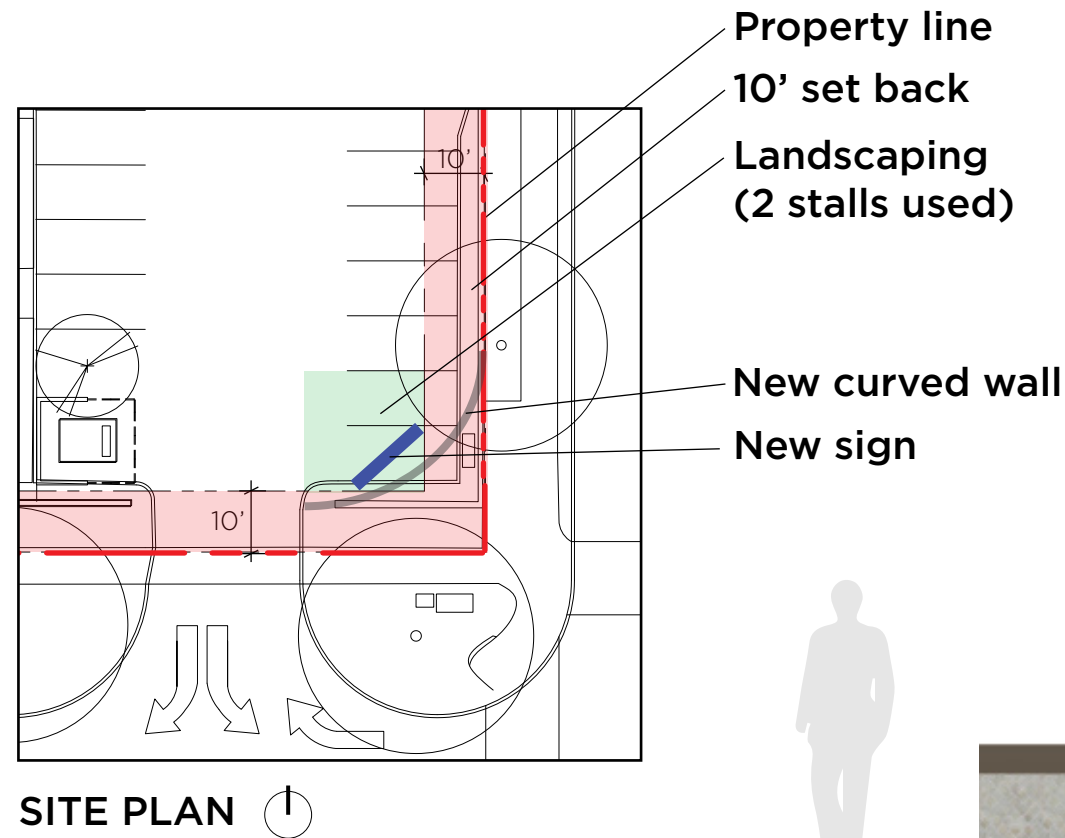 Property line
10’ set back
Landscaping
(2 stalls used)
10’
New curved wall
New sign
10’
SITE PLAN